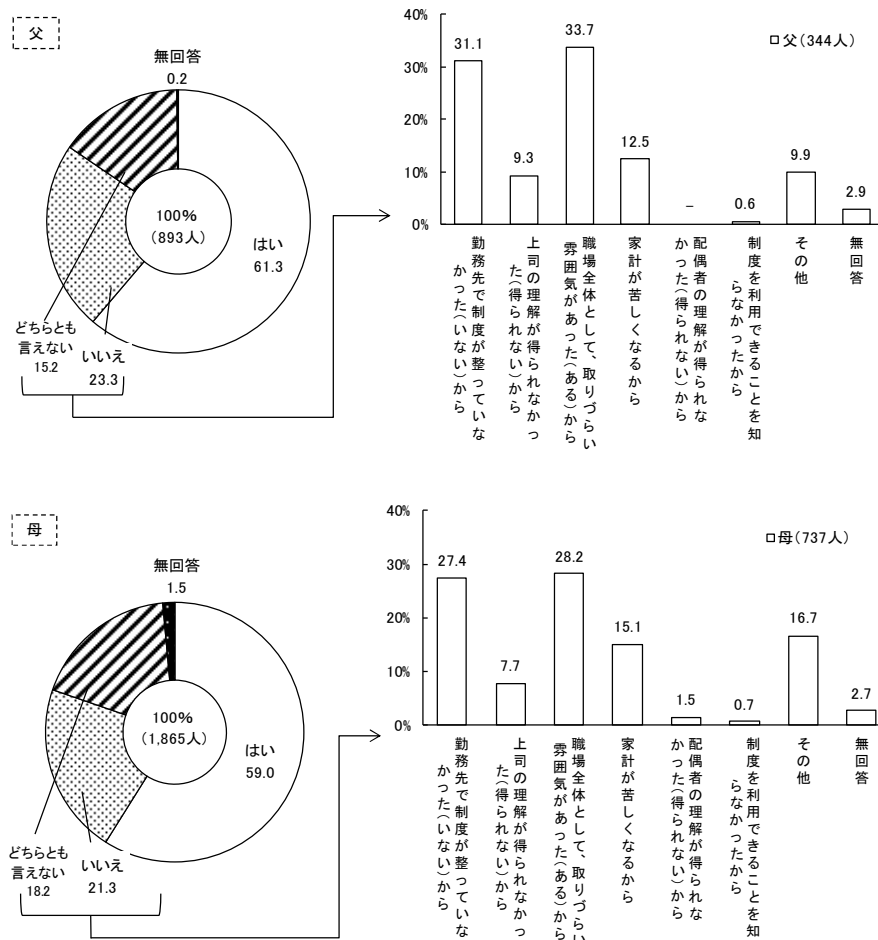 父
無回答
0.2
100%
(893人)
はい
61.3
どちらとも
言えない
15.2
いいえ
23.3
40%
30%
20%
10%
0%
父(344人)
31.1
9.3
33.7
12.5
–
0.6
9.9
2.9
勤務先で制度が整っていな
かった(いない)から
上司の理解が得られなかっ
た(得られない)から
職場全体として、取りづらい
雰囲気があった(ある)から
家計が苦しくなるから
配偶者の理解が得られな
かった(得られない)から
制度を利用できることを知
らなかったから
その他
無回答
母
無回答
1.5
100%
(1,865人)
はい
59.0
どちらとも
言えない
18.2
いいえ
21.3
40%
30%
20%
10%
0%
母(737人)
27.4
7.7
28.2
15.1
1.5
0.7
16.7
2.7
勤務先で制度が整っていな
かった(いない)から
上司の理解が得られなかっ
た(得られない)から
職場全体として、取りづらい
雰囲気があった(ある)から
家計が苦しくなるから
配偶者の理解が得られな
かった(得られない)から
制度を利用できることを知
らなかったから
その他
無回答